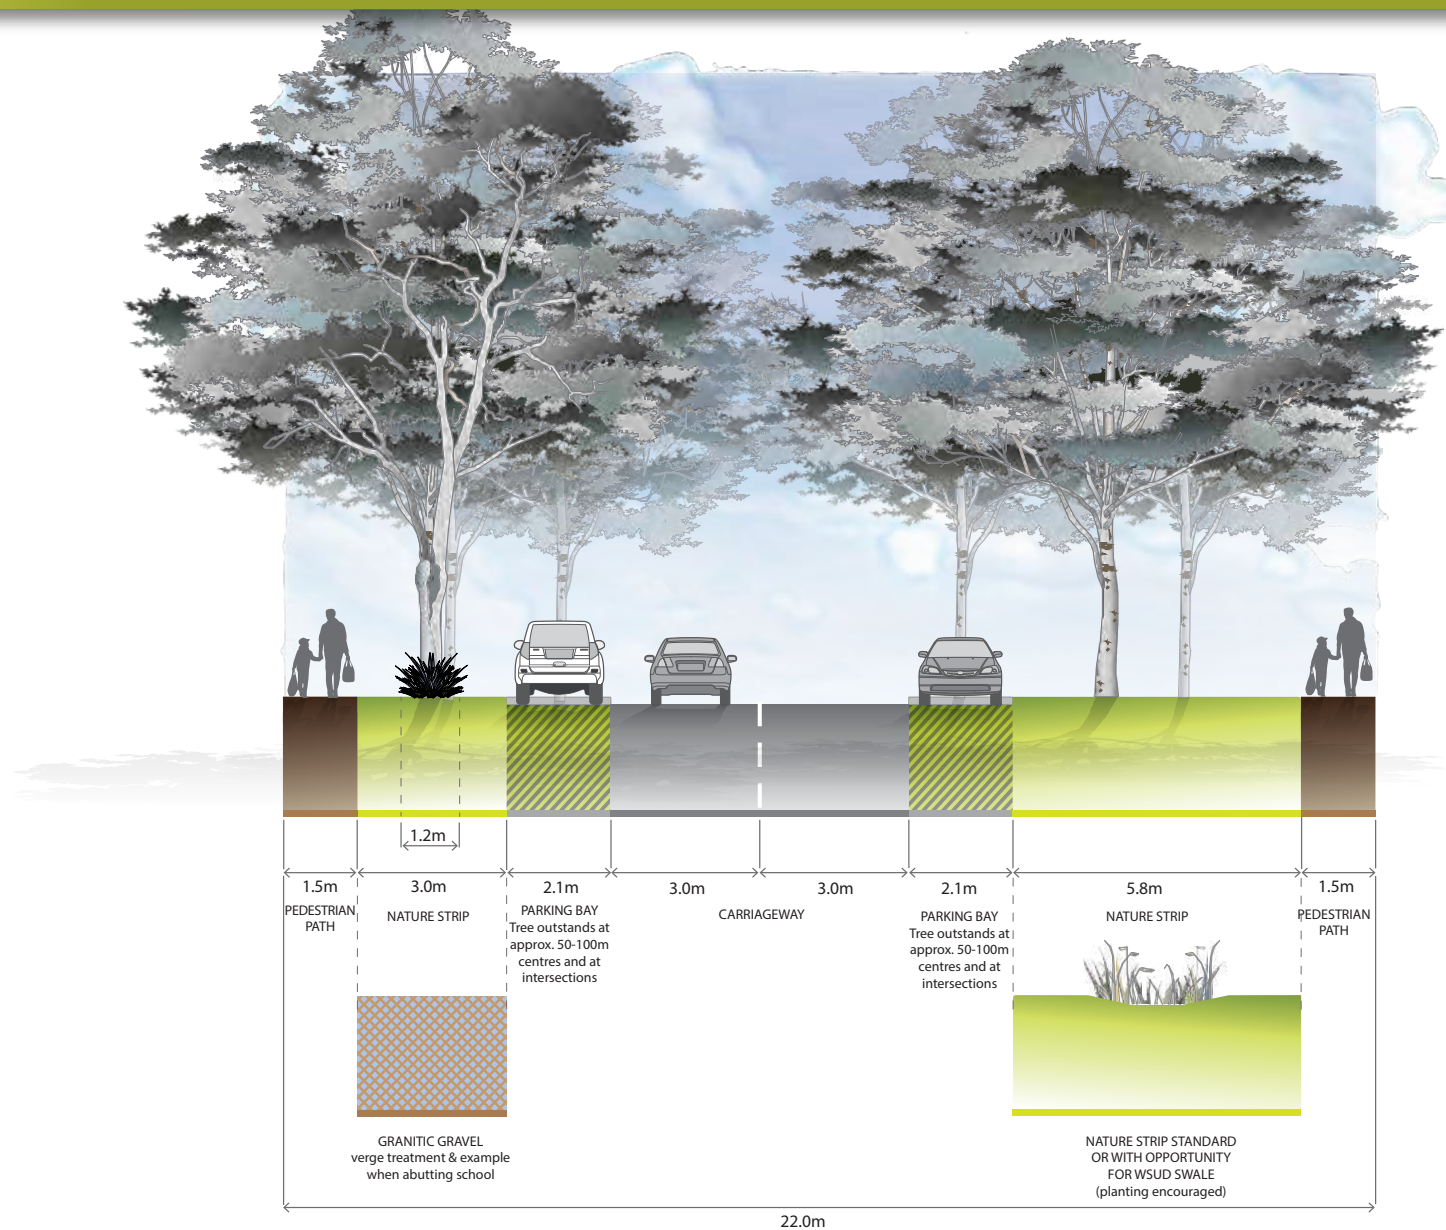 1.2m
1.5m
3.0m
2.1m
3.0m
3.0m
2.1m
5.8m
1.5m
PEDESTRIAN
PATH
NATURE STRIP
PARKING BAY
Tree outstands at
approx. 50-100m
centres and at
intersections
CARRIAGEWAY
PARKING BAY
Tree outstands at
approx. 50-100m
centres and at
intersections
NATURE STRIP
PEDESTRIAN
PATH
GRANITIC GRAVEL
verge treatment & example
when abutting school
NATURE STRIP STANDARD
OR WITH OPPORTUNITY
FOR WSUD SWALE
(planting encouraged)
22.0m